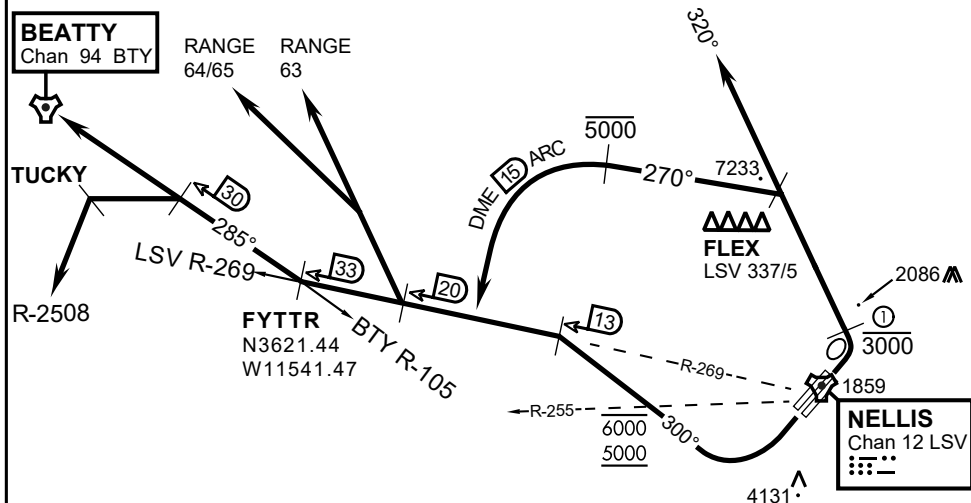 BEATTY
Chan 94 BTY
RANGE
64/65
RANGE
63
320°
5000
DME 15 ARC
270°
7233
TUCKY
30
285°
LSV R-269
33
20
FLEX
LSV 337/5
2086
1
3000
R-2508
FYTTR
N3621.44
W11541.47
BTY R-105
13
R-269
1859
R-255
6000
5000
300°
NELLIS
Chan 12 LSV
4131